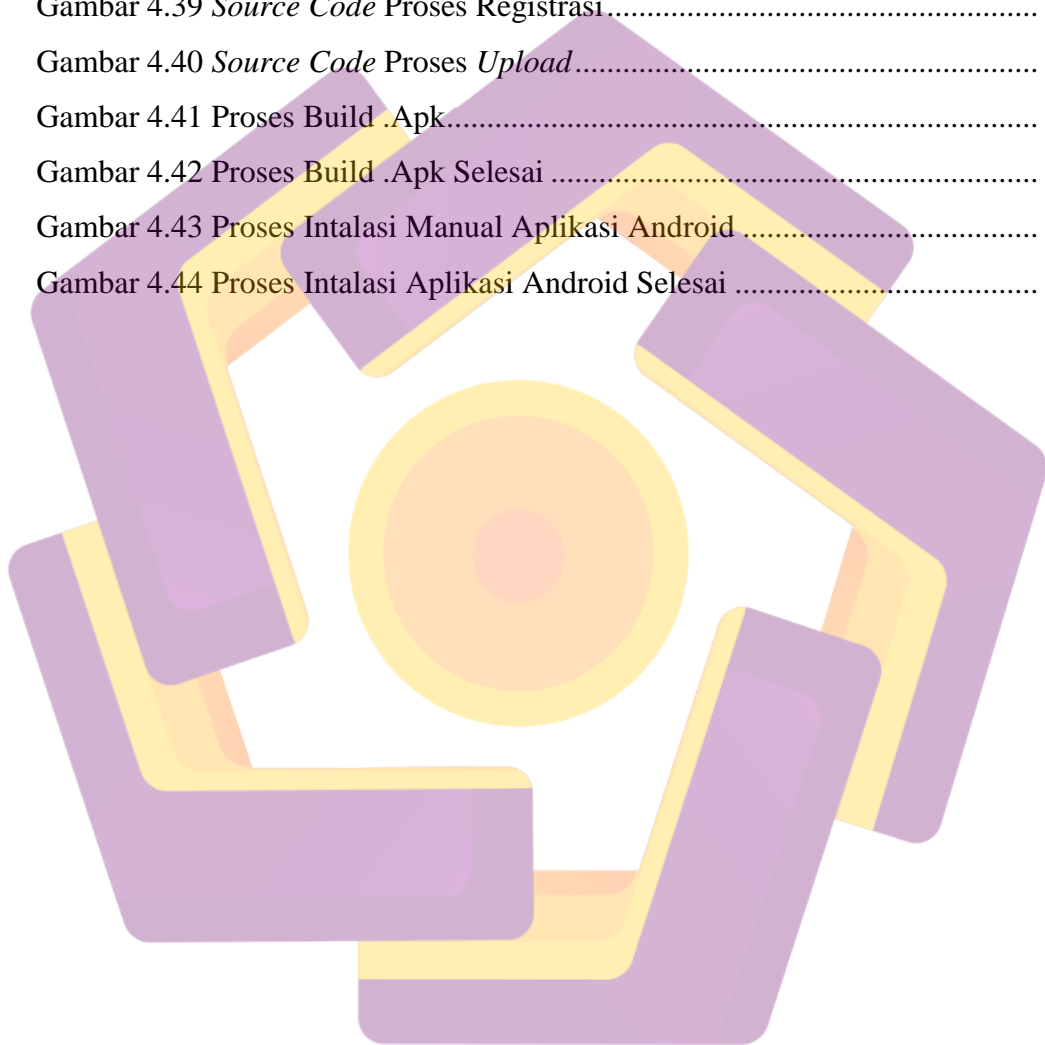 Gambar 4.39 Source Code Proses Registrasi..........................................................
Gambar 4.40 Source Code Proses Upload..............................................................
Gambar 4.41 Proses Build .Apk..............................................................................
Gambar 4.42 Proses Build .Apk Selesai .................................................................
Gambar 4.43 Proses Intalasi Manual Aplikasi Android .......................................
Gambar 4.44 Proses Intalasi Aplikasi Android Selesai ........................................